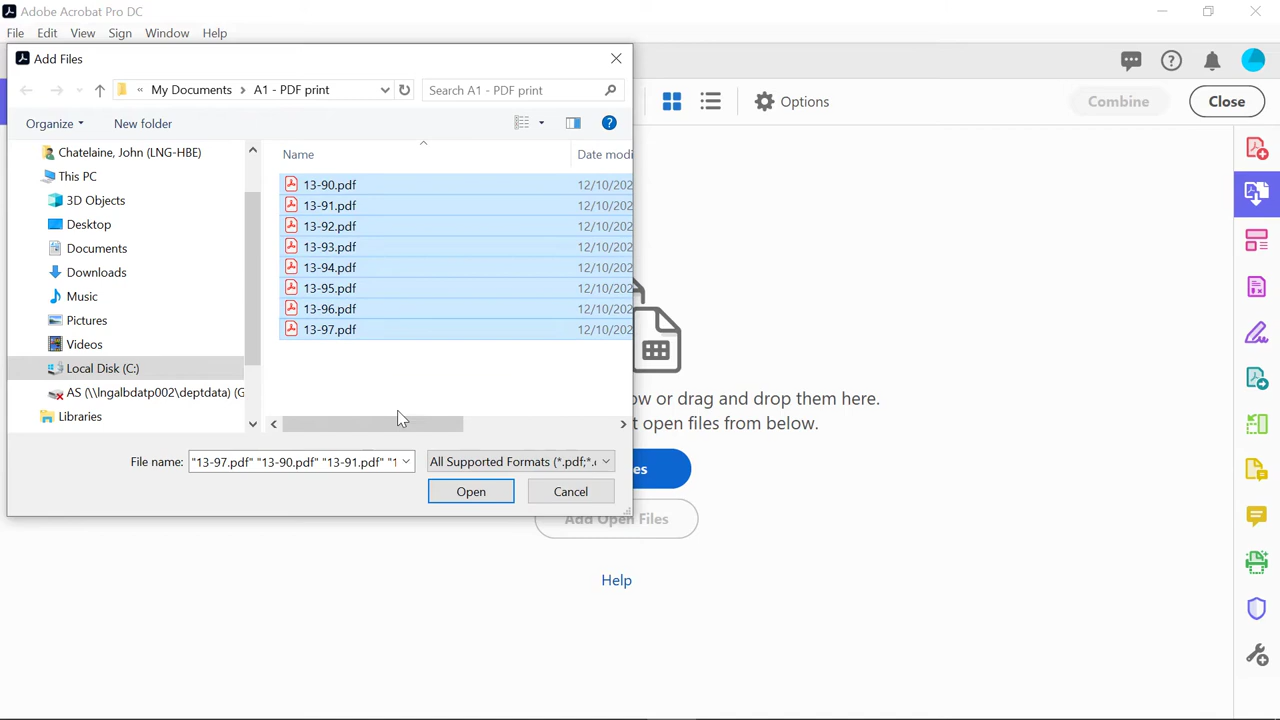 Adobe Acrobat Pro DC
File Edit View Sign Window Help
Add Files
« My Documents > A1 - PDF print
Search A1 - PDF print
Options
Combine
Close
Organize
New folder
Name
Date modi
Chatelaine, John (LNG-HBE)
This PC
3D Objects
Desktop
Documents
Downloads
Music
Pictures
Videos
Local Disk (C:)
AS (\\lngalbdatp002\deptdata) (G
Libraries
13-90.pdf 12/10/202
13-91.pdf 12/10/202
13-92.pdf 12/10/202
13-93.pdf 12/10/202
13-94.pdf 12/10/202
13-95.pdf 12/10/202
13-96.pdf 12/10/202
13-97.pdf 12/10/202
File name:
"13-97.pdf" "13-90.pdf" "13-91.pdf" "1
All Supported Formats (*.pdf;*.
Open
Cancel
ow or drag and drop them here.
t open files from below.
es
Add Open Files
Help